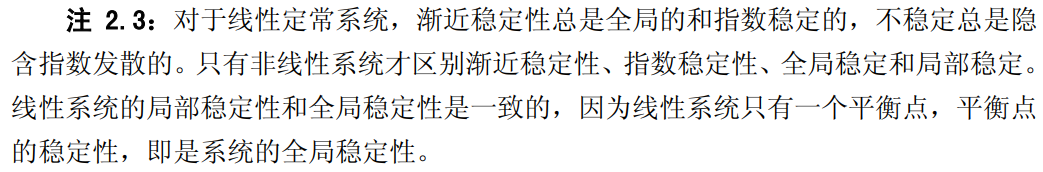 注 2.3：对于线性定常系统，渐近稳定性总是全局的和指数稳定的，不稳定总是隐
含指数发散的。只有非线性系统才区别渐近稳定性、指数稳定性、全局稳定和局部稳定。
线性系统的局部稳定性和全局稳定性是一致的，因为线性系统只有一个平衡点，平衡点
的稳定性，即是系统的全局稳定性。